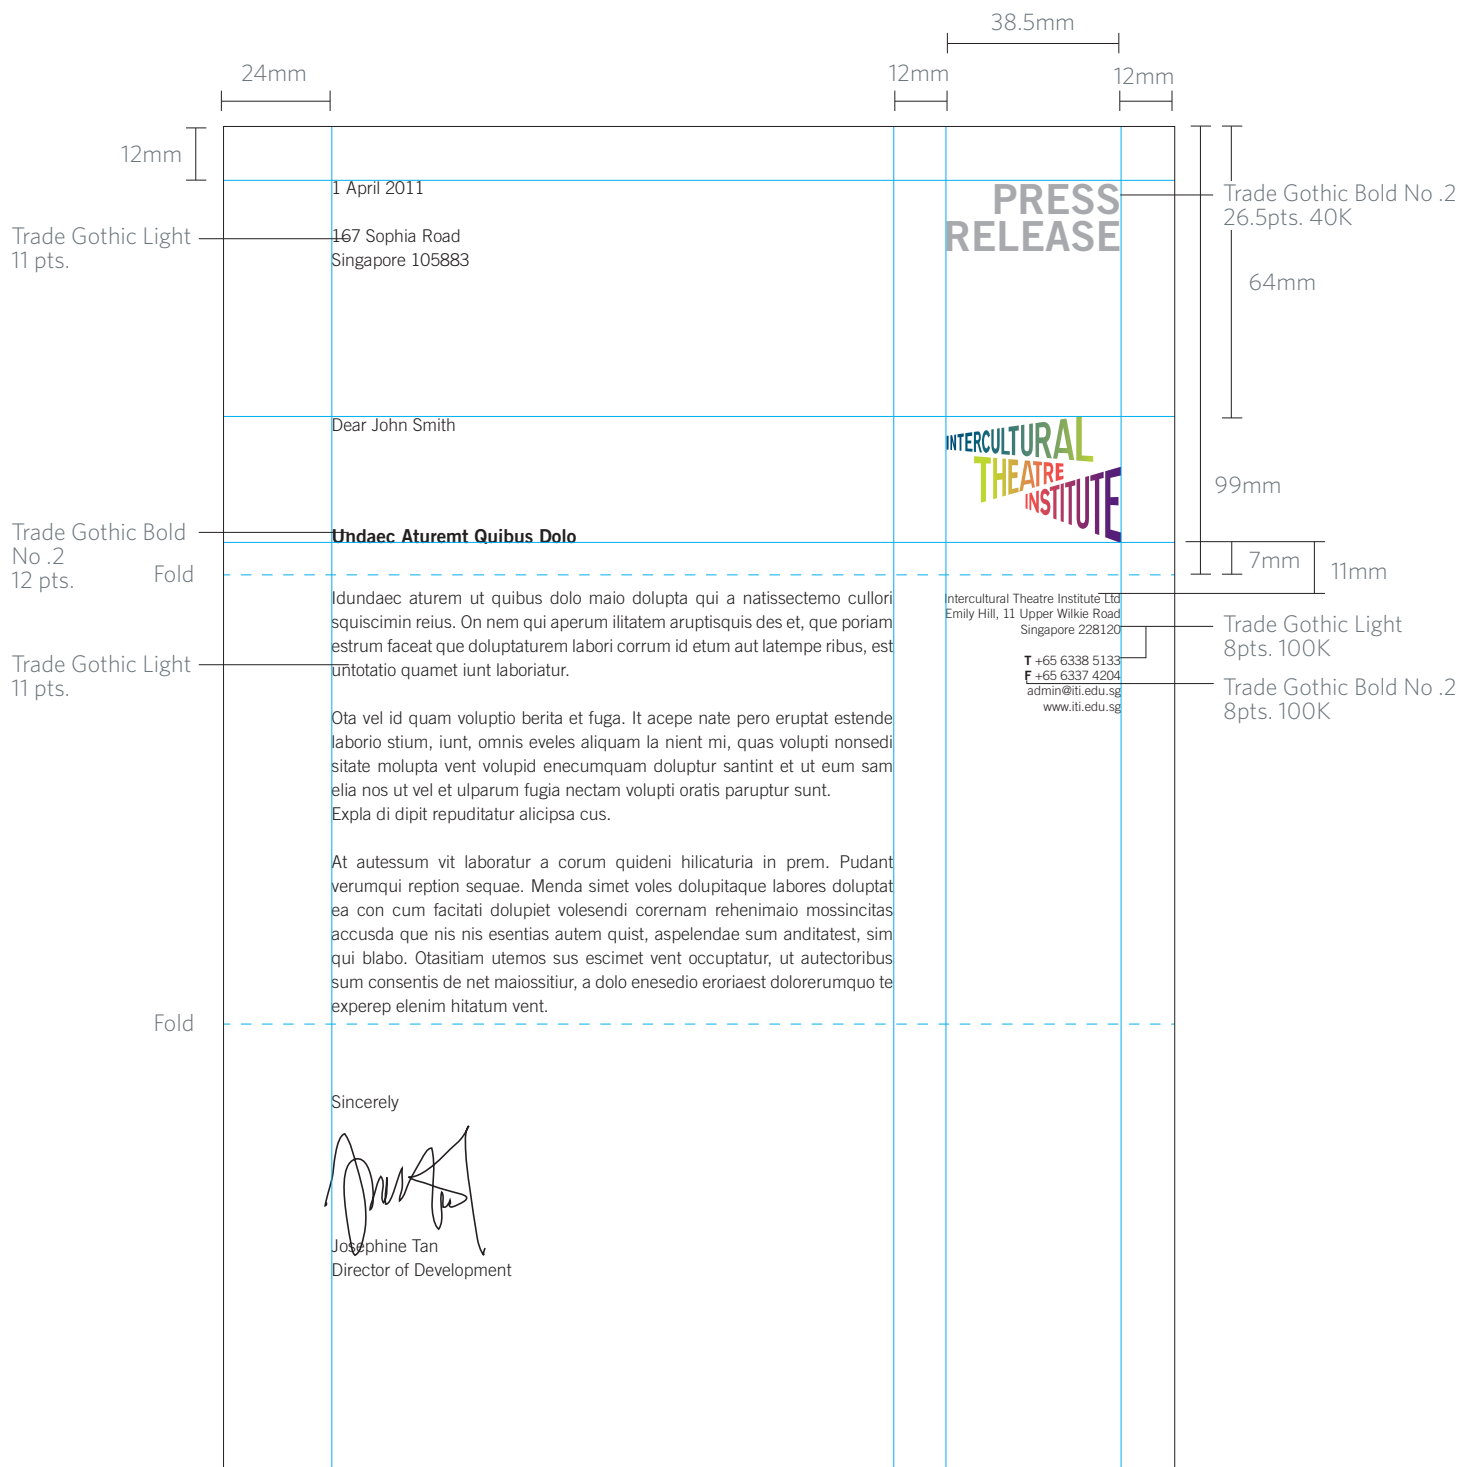 38.5mm
24mm
12mm
12mm
12mm
1 April 2011
PRESS
RELEASE
Trade Gothic Bold No .2
26.5pts. 40K
Trade Gothic Light
11 pts.
167 Sophia Road
Singapore 105883
64mm
Dear John Smith
INTERCULTURAL
THEATRE
INSTITUTE
99mm
Trade Gothic Bold
No .2
12 pts.
Undaec Aturemt Quibus Dolo
Fold
7mm
11mm
Idundaec aturem ut quibus dolo maio dolupta qui a natissectemo cullori
squiscimin reius. On nem qui aperum ilitatem aruptisquis des et, que poriam
estrum faceat que doluptaturem labori corrum id etum aut latempe ribus, est
untotatio quamet iunt laboriatur.
Intercultural Theatre Institute Ltd
Emily Hill, 11 Upper Wilkie Road
Singapore 228120
T +65 6338 5133
F +65 6337 4204
admin@iti.edu.sg
www.iti.edu.sg
Trade Gothic Light
8pts. 100K
Trade Gothic Bold No .2
8pts. 100K
Trade Gothic Light
11 pts.
Ota vel id quam voluptio berita et fuga. It acepe nate pero eruptat estende
laborio stium, iunt, omnis eveles aliquam la nient mi, quas volupti nonsedi
sitate molupta vent volupid enecumquam doluptur santint et ut eum sam
elia nos ut vel et ulparum fugia nectam volupti oratis paruptur sunt.
Expla di dipit repuditatur alicipsa cus.
At autessum vit laboratur a corum quideni hilicaturia in prem. Pudant
verumqui reption sequae. Menda simet voles dolupitaque labores doluptat
ea con cum facitati dolupiet volesendi corernam rehenimaio mossincitas
accusda que nis nis esentias autem quist, aspelendae sum anditatest, sim
qui blabo. Otasitiam utemos sus escimet vent occuptatur, ut autectoribus
sum consentis de net maiossitiur, a dolo enesedio eroriaest dolorerumquo te
experep elenim hitatum vent.
Fold
Sincerely
Josephine Tan
Director of Development